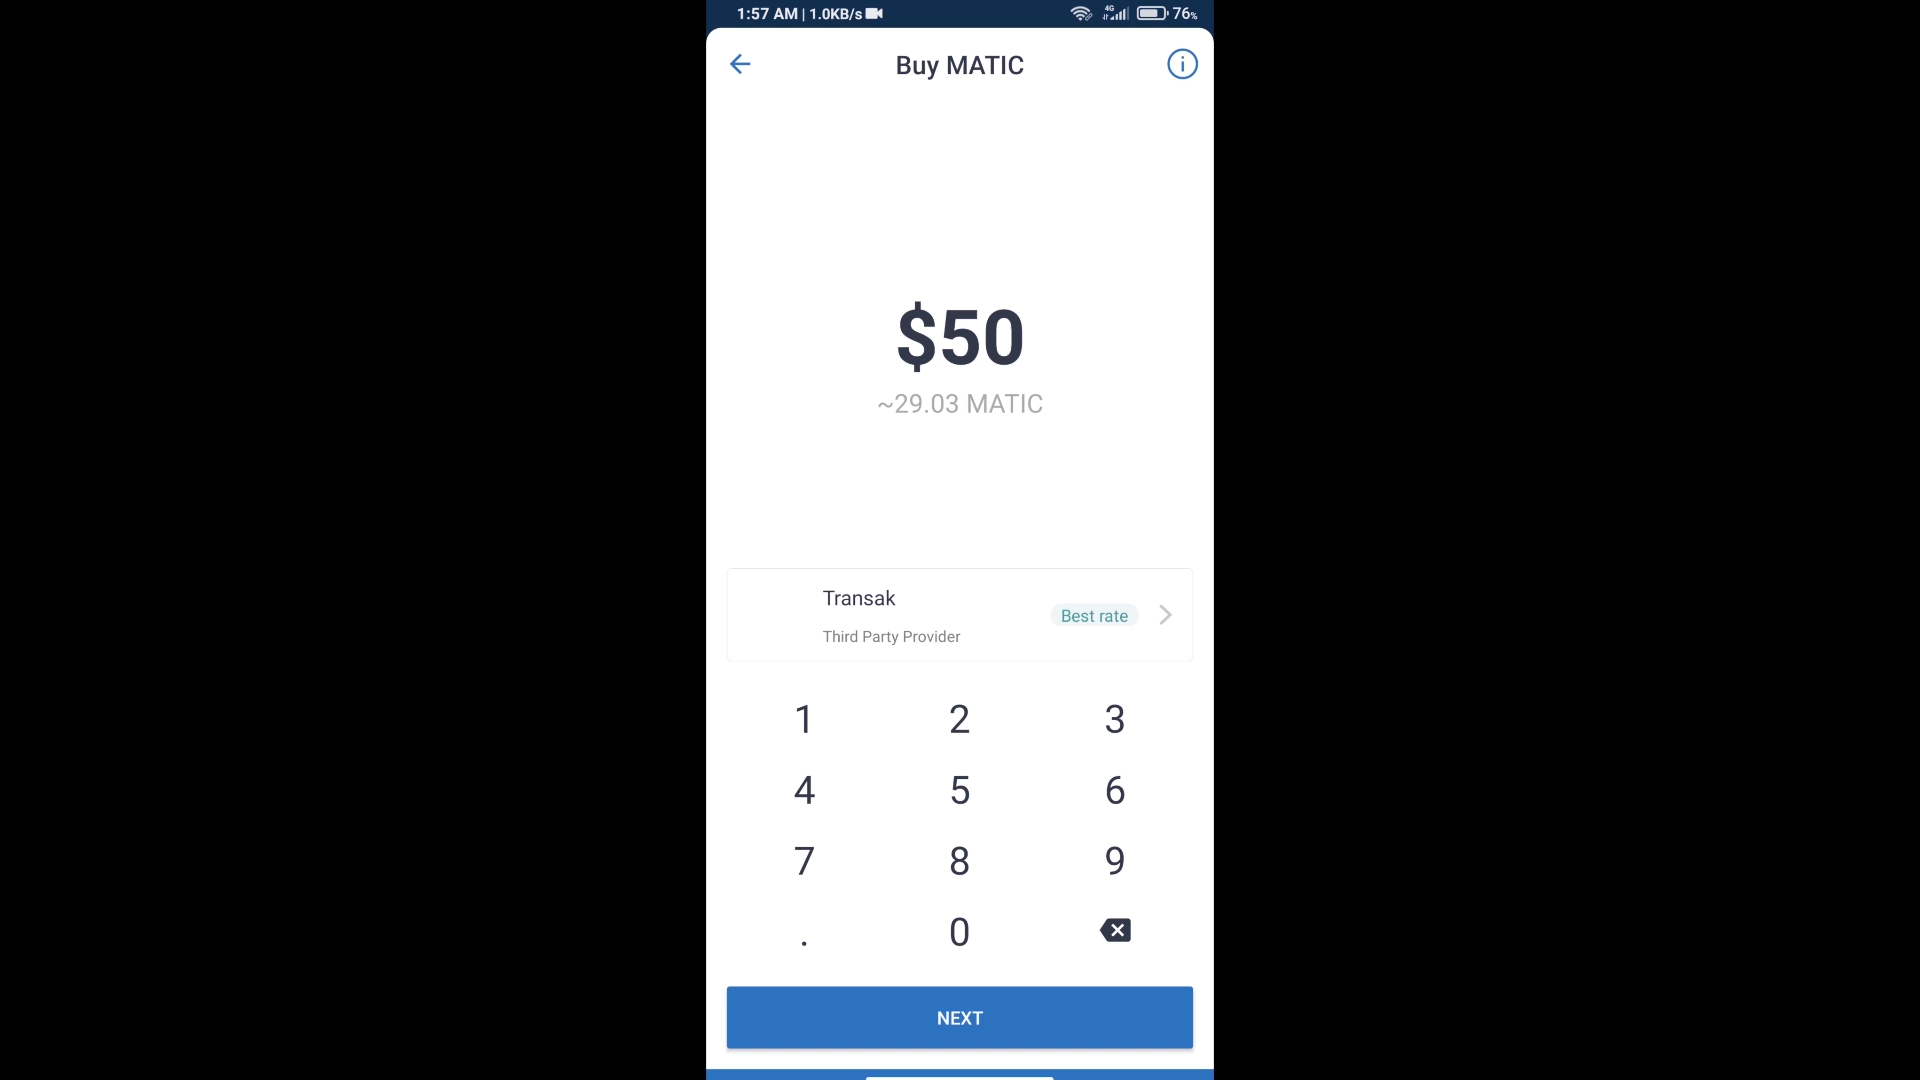 1:57 AM | 1.0KB/s 4G 76%
Buy MATIC
$50
~29.03 MATIC
Transak
Best rate
Third Party Provider
1 2 3
4 5 6
7 8 9
. 0
NEXT